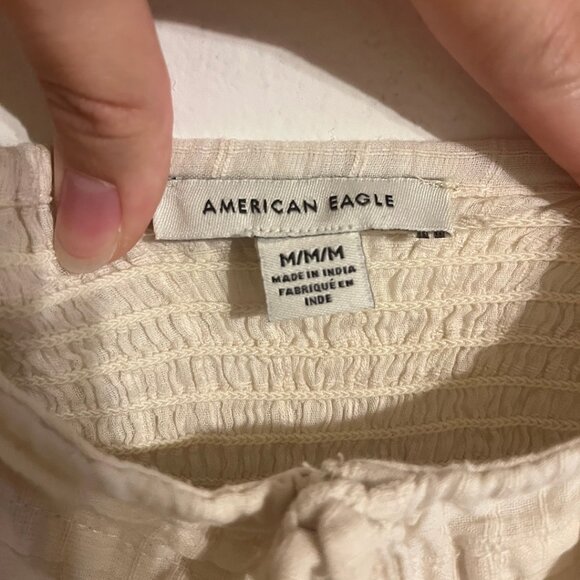 AMERICAN EAGLE
M/M/M
MADE IN INDIA
FABRIQUÉ EN
INDE